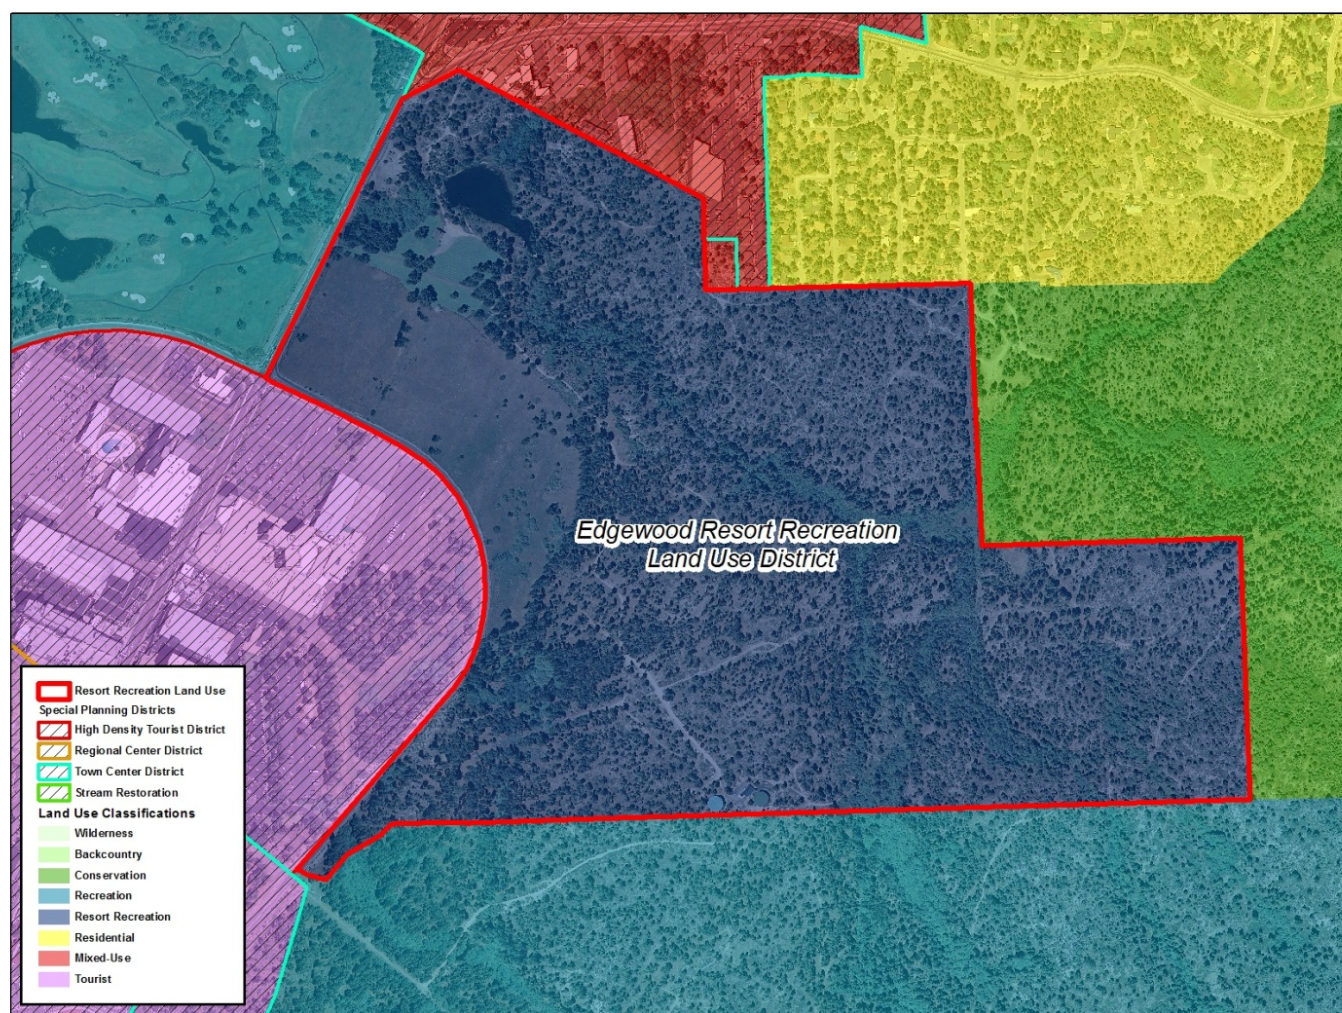 Edgewood Resort Recreation
Land Use District
Resort Recreation Land Use
Special Planning Districts
High Density Tourist District
Regional Center District
Town Center District
Stream Restoration
Land Use Classifications
Wilderness
Backcountry
Conservation
Recreation
Resort Recreation
Residential
Mixed-Use
Tourist